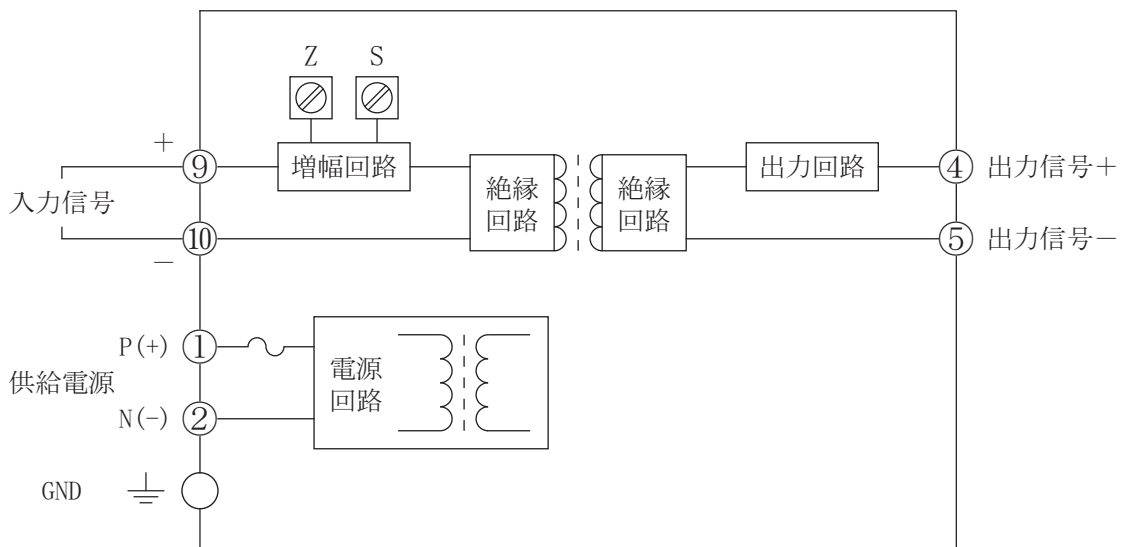 Z
S
+
⑨
増幅回路
絶縁
回路
絶縁
回路
出力回路
④
出力信号+
入力信号
⑩
−
⑤
出力信号−
P(+)
①
供給電源
N(-)
②
電源
回路
GND